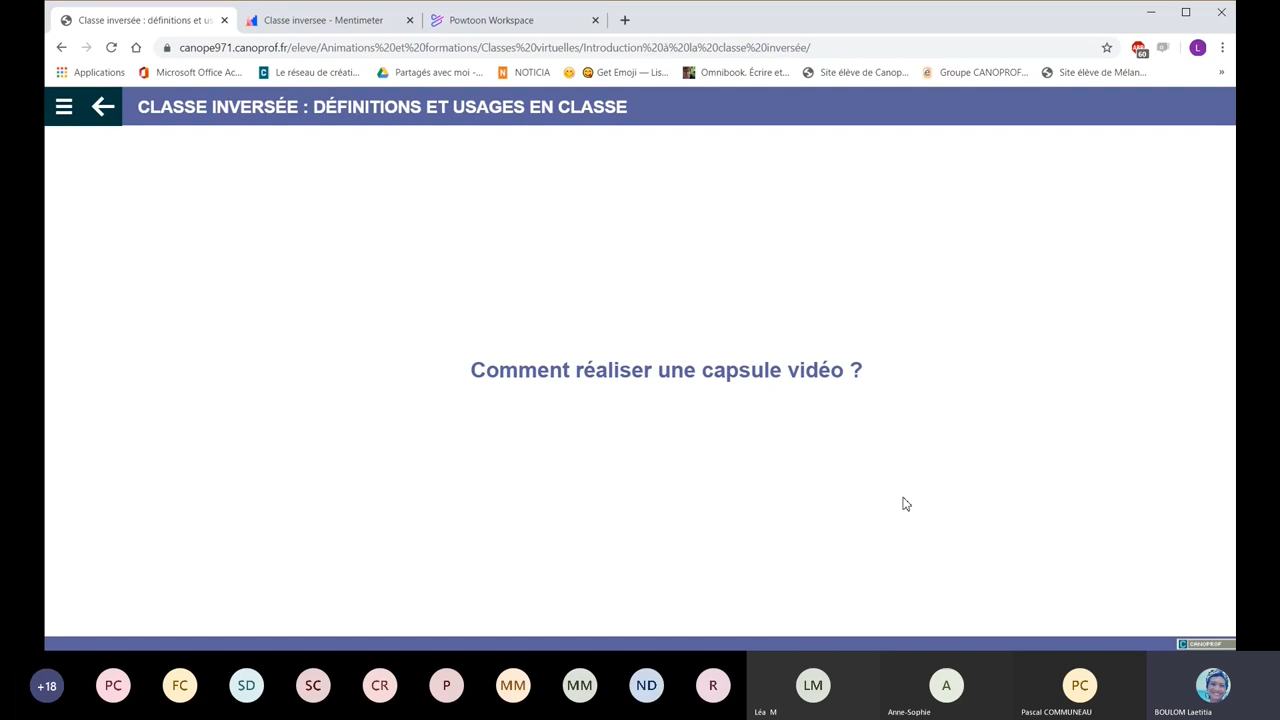 Classe inversée : définitions et us
Classe inversee - Mentimeter
Powtoon Workspace
canope971.canoprof.fr/eleve/Animations%20et%20formations/Classes%20virtuelles/Introduction%20à%20la%20classe%20inversée/
60
L
Applications
Microsoft Office Ac...
Le réseau de créati...
Partagés avec moi -...
N
NOTICIA
Get Emoji — Lis...
Omnibook. Écrire et...
Site élève de Canop...
Groupe CANOPROF...
Site élève de Mélan...
»
CLASSE INVERSÉE : DÉFINITIONS ET USAGES EN CLASSE
Comment réaliser une capsule vidéo ?
CANOPROF
+18
PC
FC
SD
SC
CR
P
MM
MM
ND
R
LM
A
PC
Léa M
Anne-Sophie
Pascal COMMUNEAU
BOULOM Laetitia